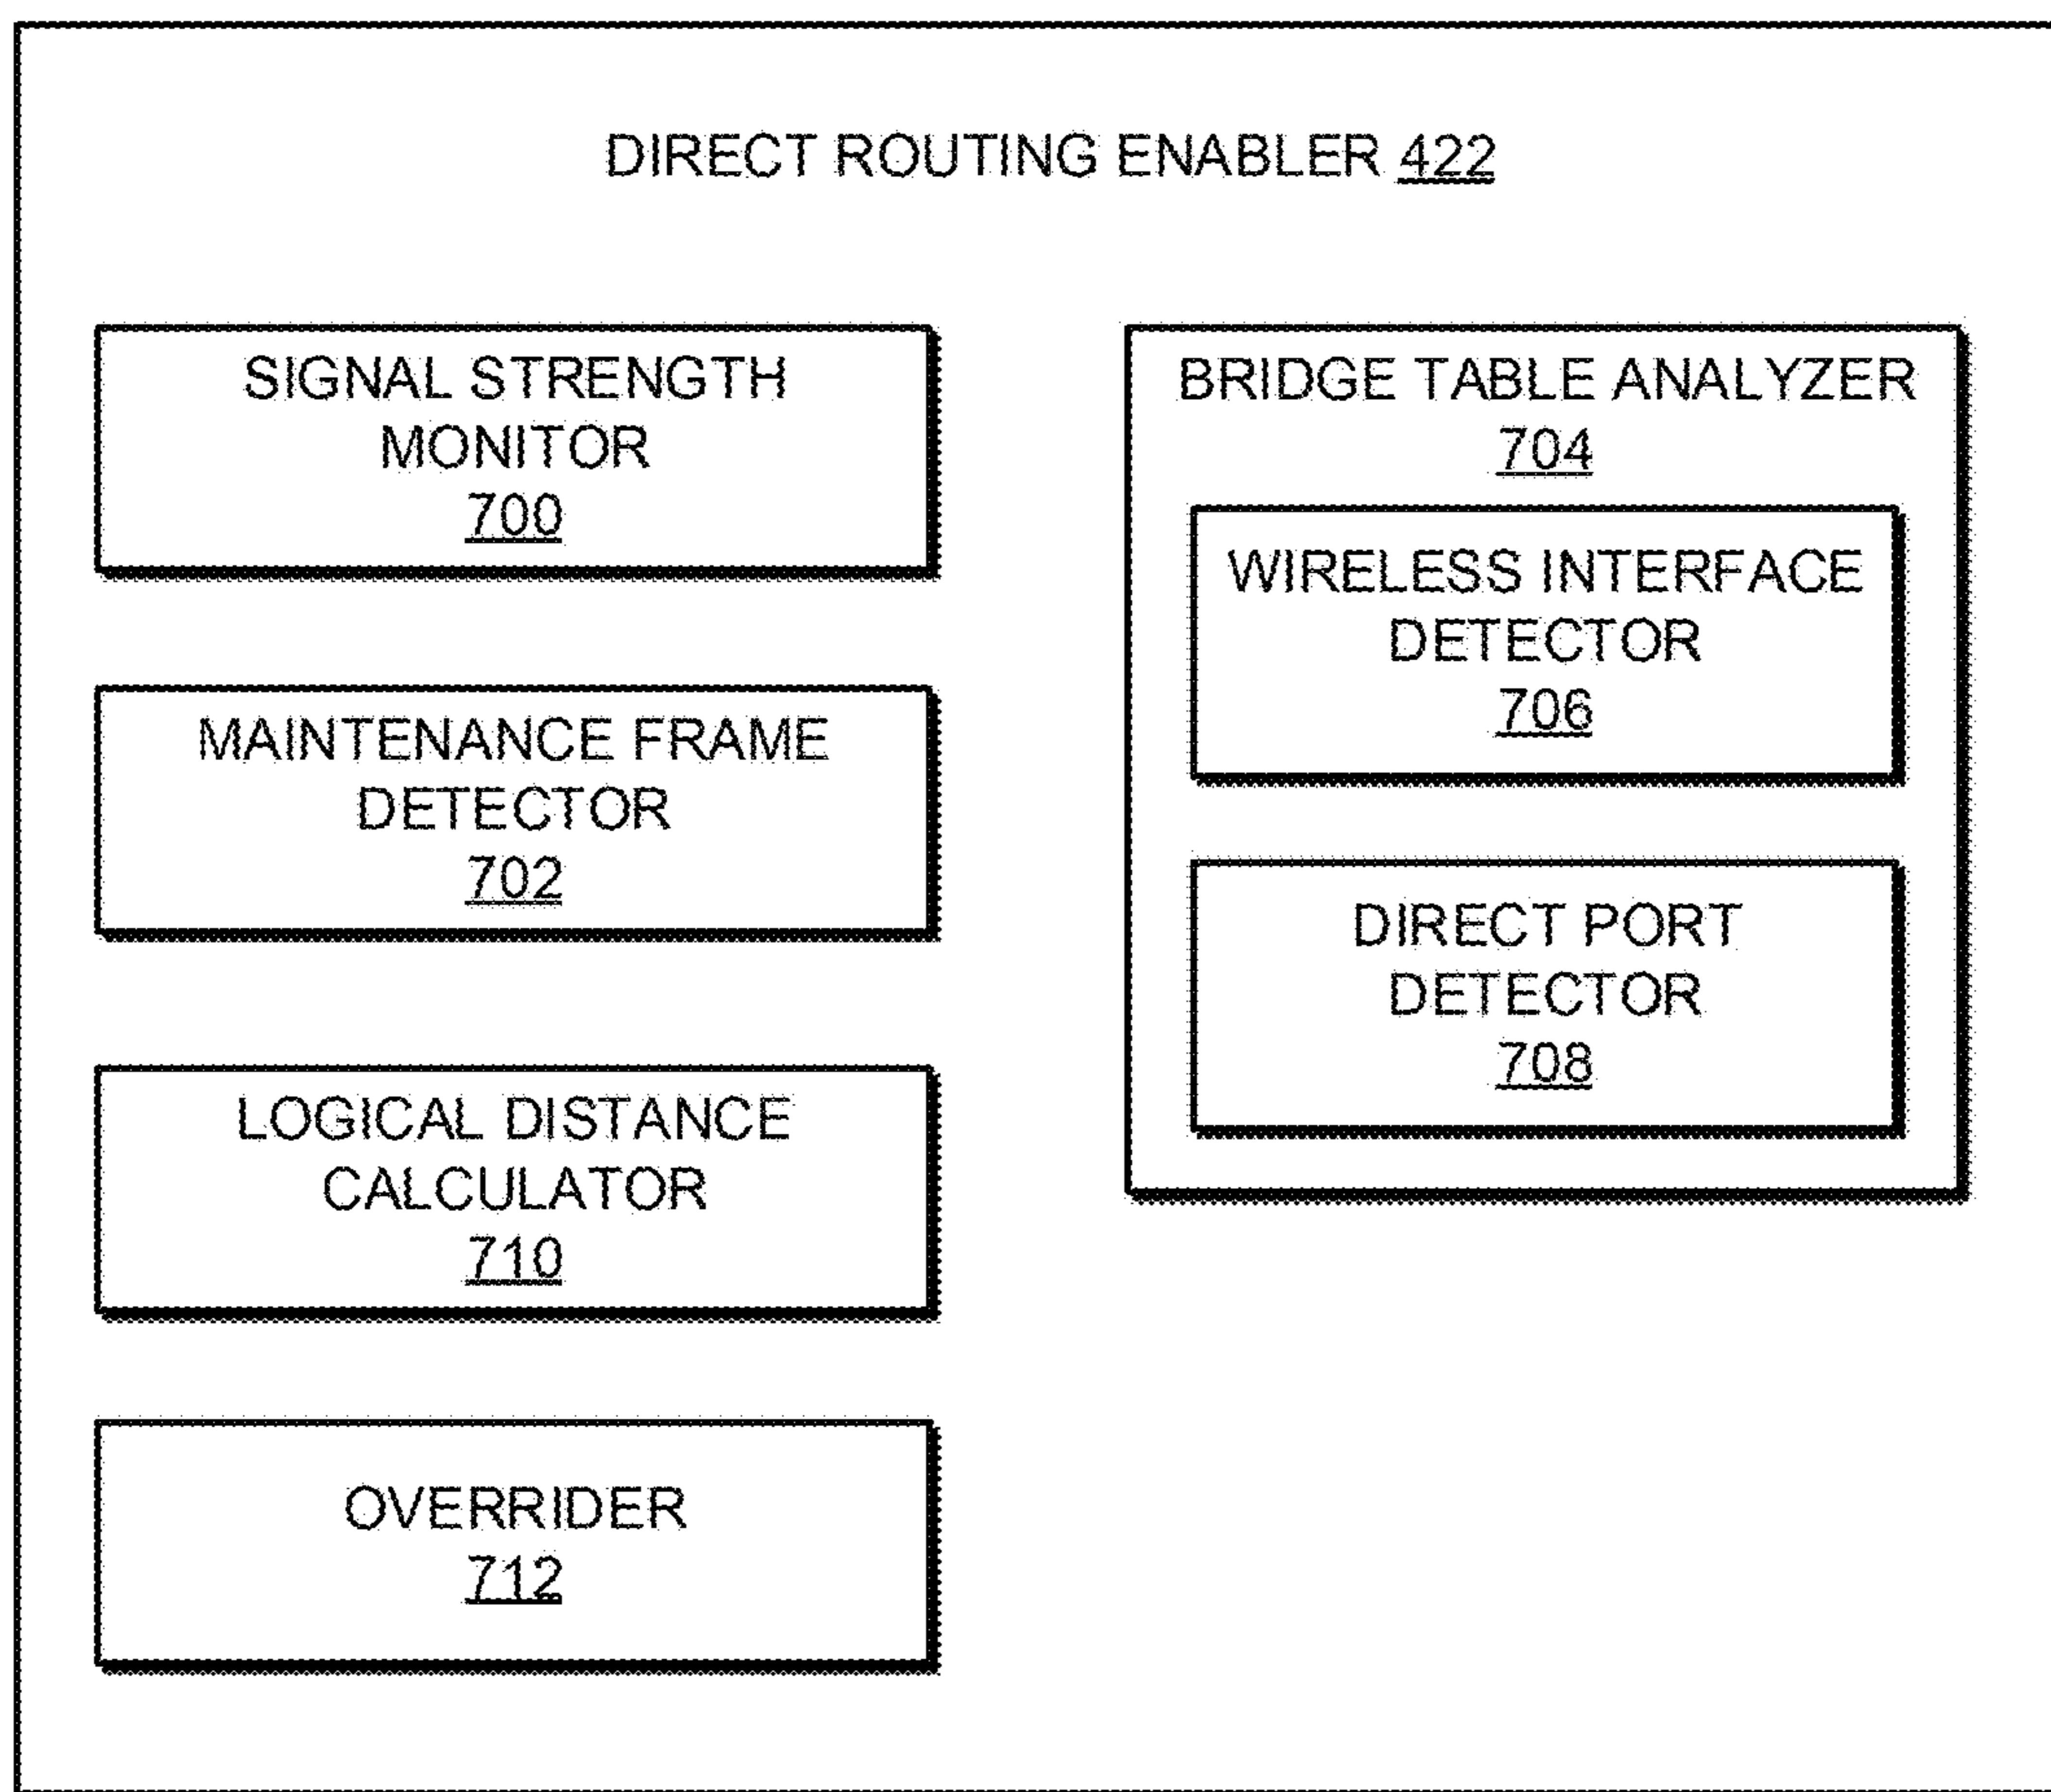 DIRECT ROUTING ENABLER 422
SIGNAL STRENGTH
MONITOR
700
MAINTENANCE FRAME
DETECTOR
702
LOGICAL DISTANCE
CALCULATOR
710
OVERRIDER
712
BRIDGE TABLE ANALYZER
704
WIRELESS INTERFACE
DETECTOR
706
DIRECT PORT
DETECTOR
708